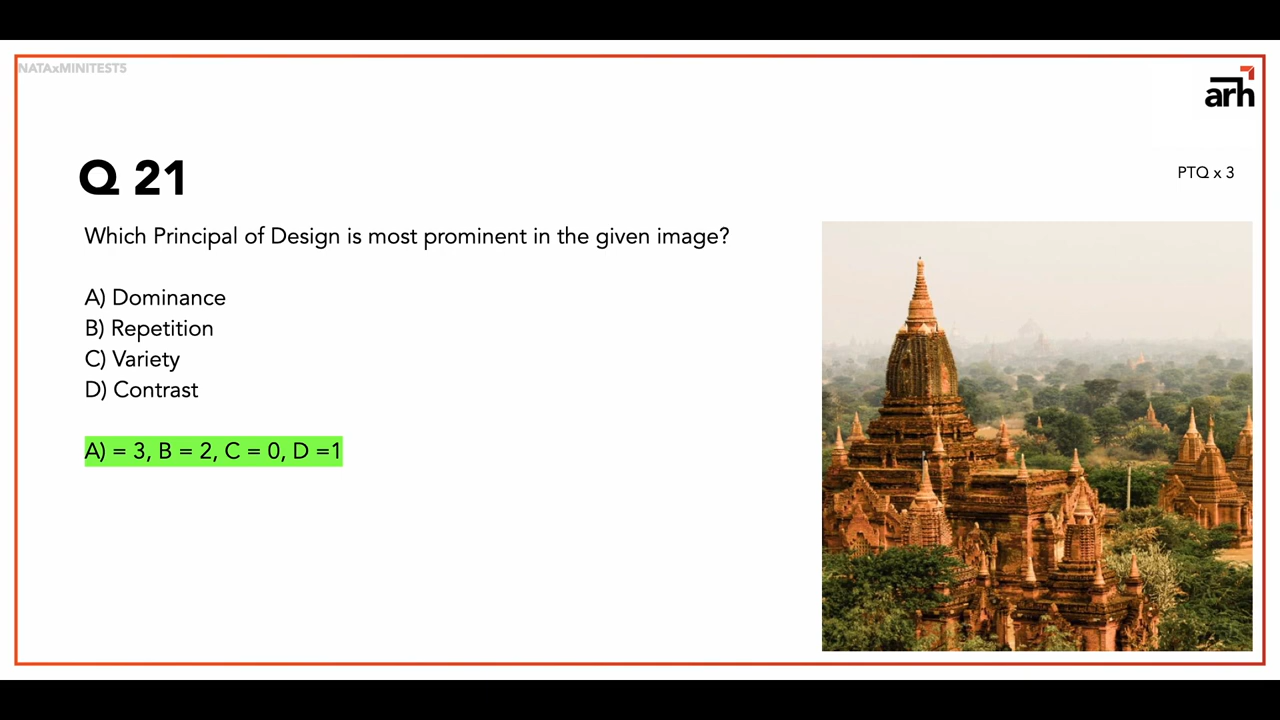 NATAxMINITEST5
arh
Q 21
PTQ x 3
Which Principal of Design is most prominent in the given image?
A) Dominance
B) Repetition
C) Variety
D) Contrast
A) = 3, B = 2, C = 0, D =1